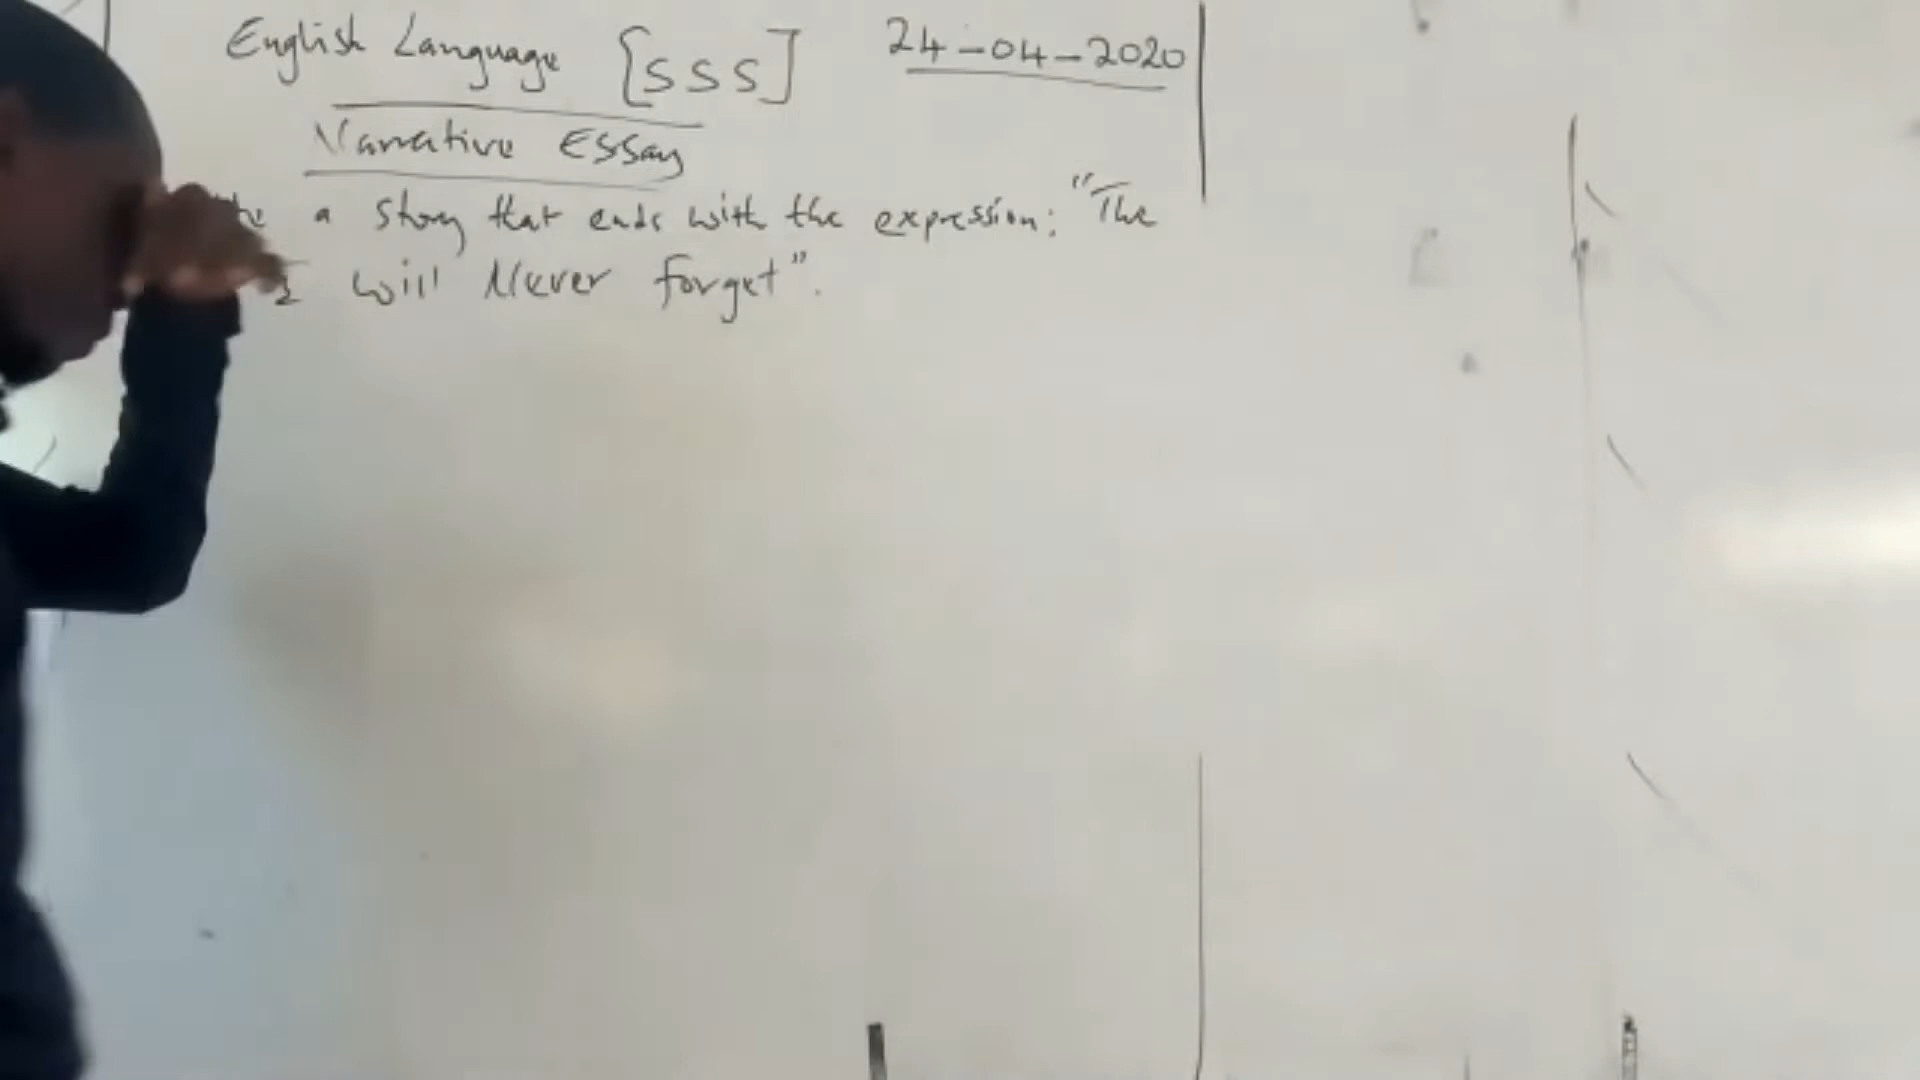 English Language [SSS] 24-04-2020
Narrative Essay
a story that ends with the expression: "The
I will Never forget".